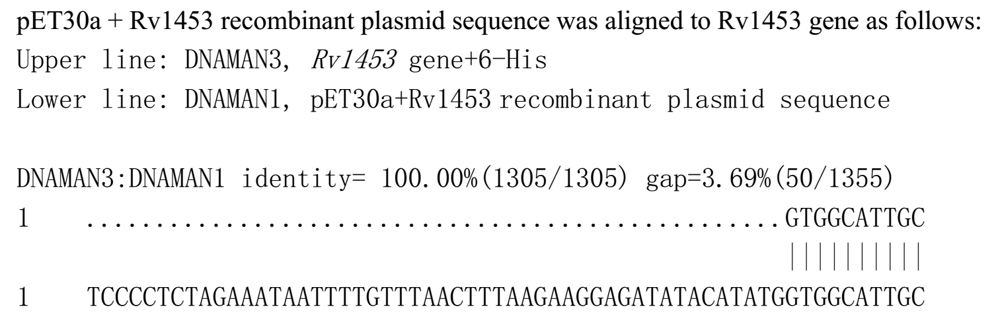 pET30a + Rv1453 recombinant plasmid sequence was aligned to Rv1453 gene as follows:
Upper line: DNAMAN3, Rv1453 gene+6-His
Lower line: DNAMAN1, pET30a+Rv1453 recombinant plasmid sequence
DNAMAN3:DNAMAN1 identity= 100.00%(1305/1305) gap=3.69%(50/1355)
1 ..................................................GTGGCATTGC
||||||||||
1 TCCCCTCTAGAAATAATTTTGTTTAACTTTAAGAAGGAGATATACATATGGTGGCATTGC